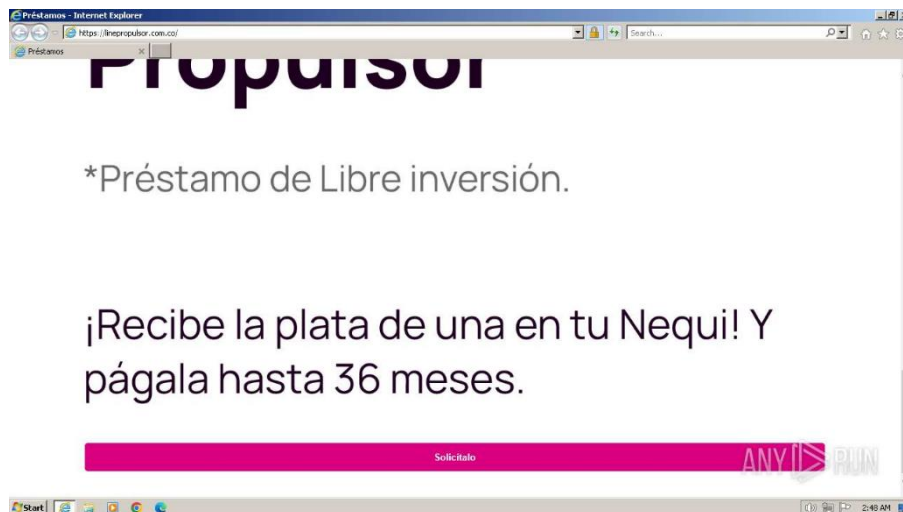 Préstamos - Internet Explorer
https://linepropulsor.com.co/
Search...
Préstamos
Propulsor
*Préstamo de Libre inversión.
¡Recibe la plata de una en tu Nequi! Y
págala hasta 36 meses.
Solicítalo
ANY RUN
Start
2:48 AM